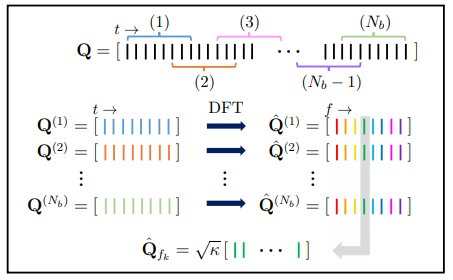 t → (1) (3) (N_b)
Q = [ ⋯ ]
(2) (N_b − 1)
t → DFT f →
Q^(1) = [ ] Q̂^(1) = [ ]
Q^(2) = [ ] Q̂^(2) = [ ]
⋮ ⋮ ⋮
Q^(N_b) = [ ] Q̂^(N_b) = [ ]
Q̂_{f_k} = √κ [ ⋯ ]